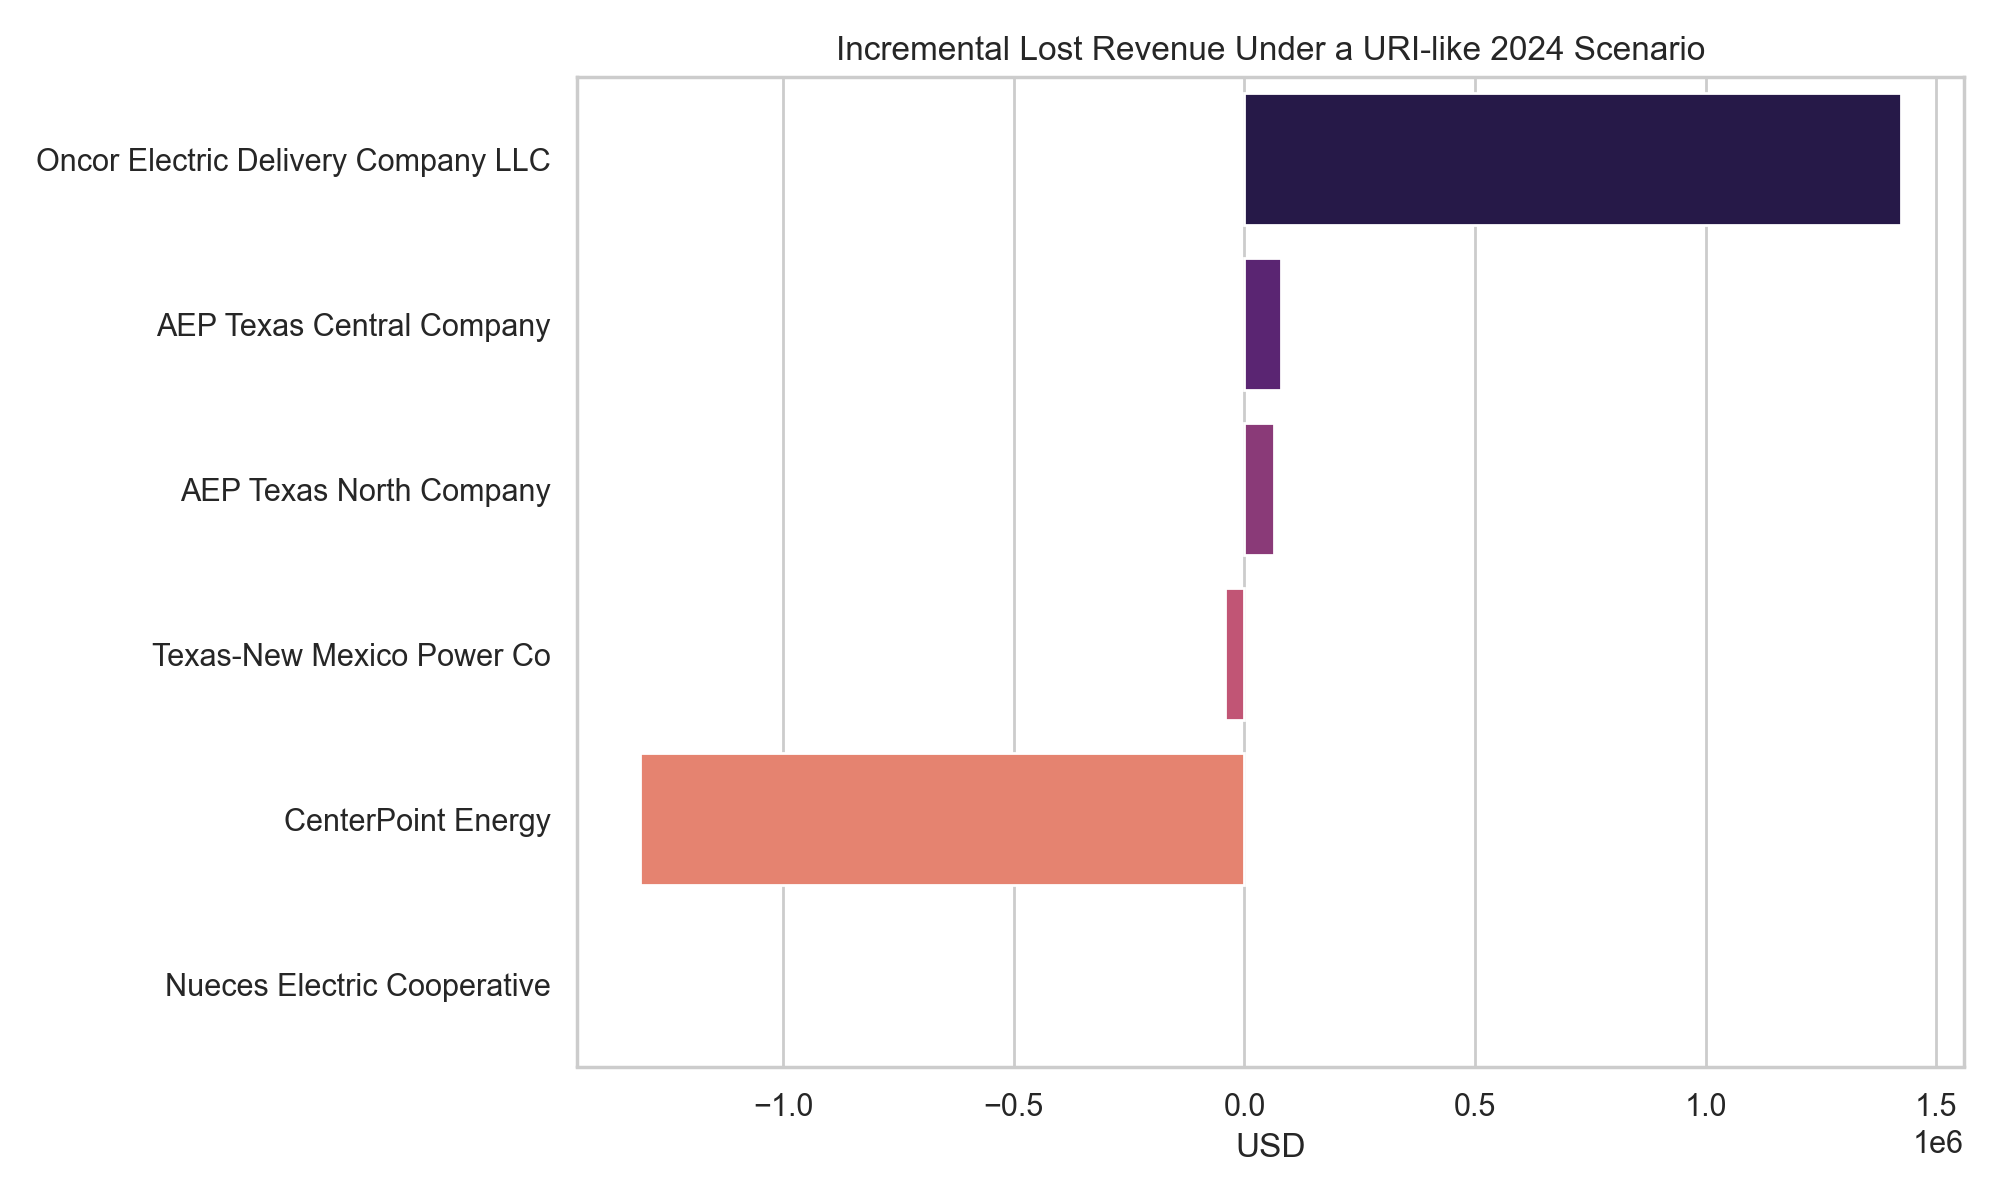 Incremental Lost Revenue Under a URI-like 2024 Scenario
Oncor Electric Delivery Company LLC
AEP Texas Central Company
AEP Texas North Company
Texas-New Mexico Power Co
CenterPoint Energy
Nueces Electric Cooperative
−1.0 −0.5 0.0 0.5 1.0 1.5
1e6
USD